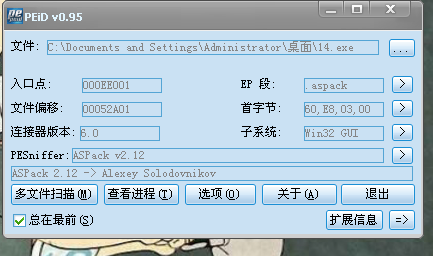 PEiD v0.95
文件: C:\Documents and Settings\Administrator\桌面\14.exe ...
入口点: 000EE001 EP 段: .aspack >
文件偏移: 00052A01 首字节: 60,E8,03,00 >
连接器版本: 6.0 子系统: Win32 GUI >
PESniffer: ASPack v2.12 >
ASPack 2.12 -> Alexey Solodovnikov
多文件扫描(M) 查看进程(T) 选项(O) 关于(A) 退出
总在最前(S) 扩展信息 =>